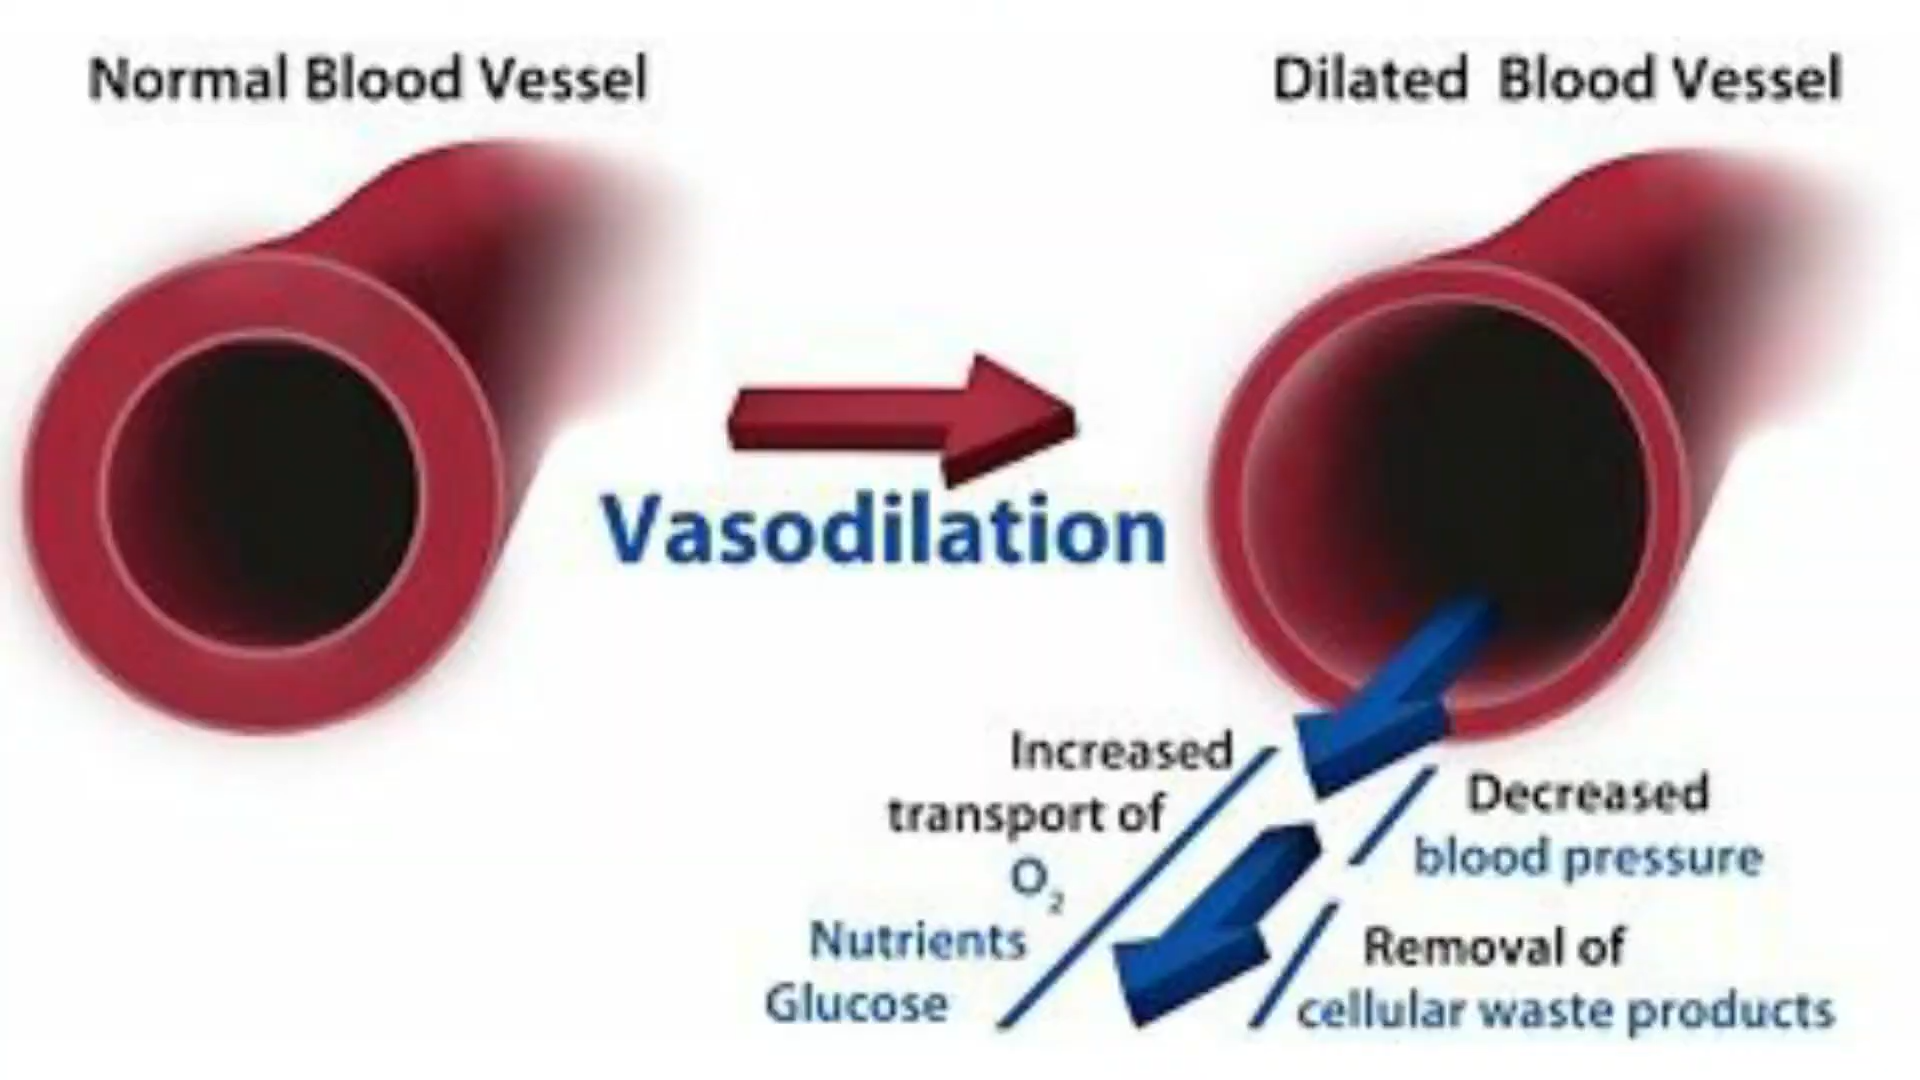 Normal Blood Vessel
Dilated Blood Vessel
Vasodilation
Increased
transport of
O₂
Nutrients
Glucose
Decreased
blood pressure
Removal of
cellular waste products